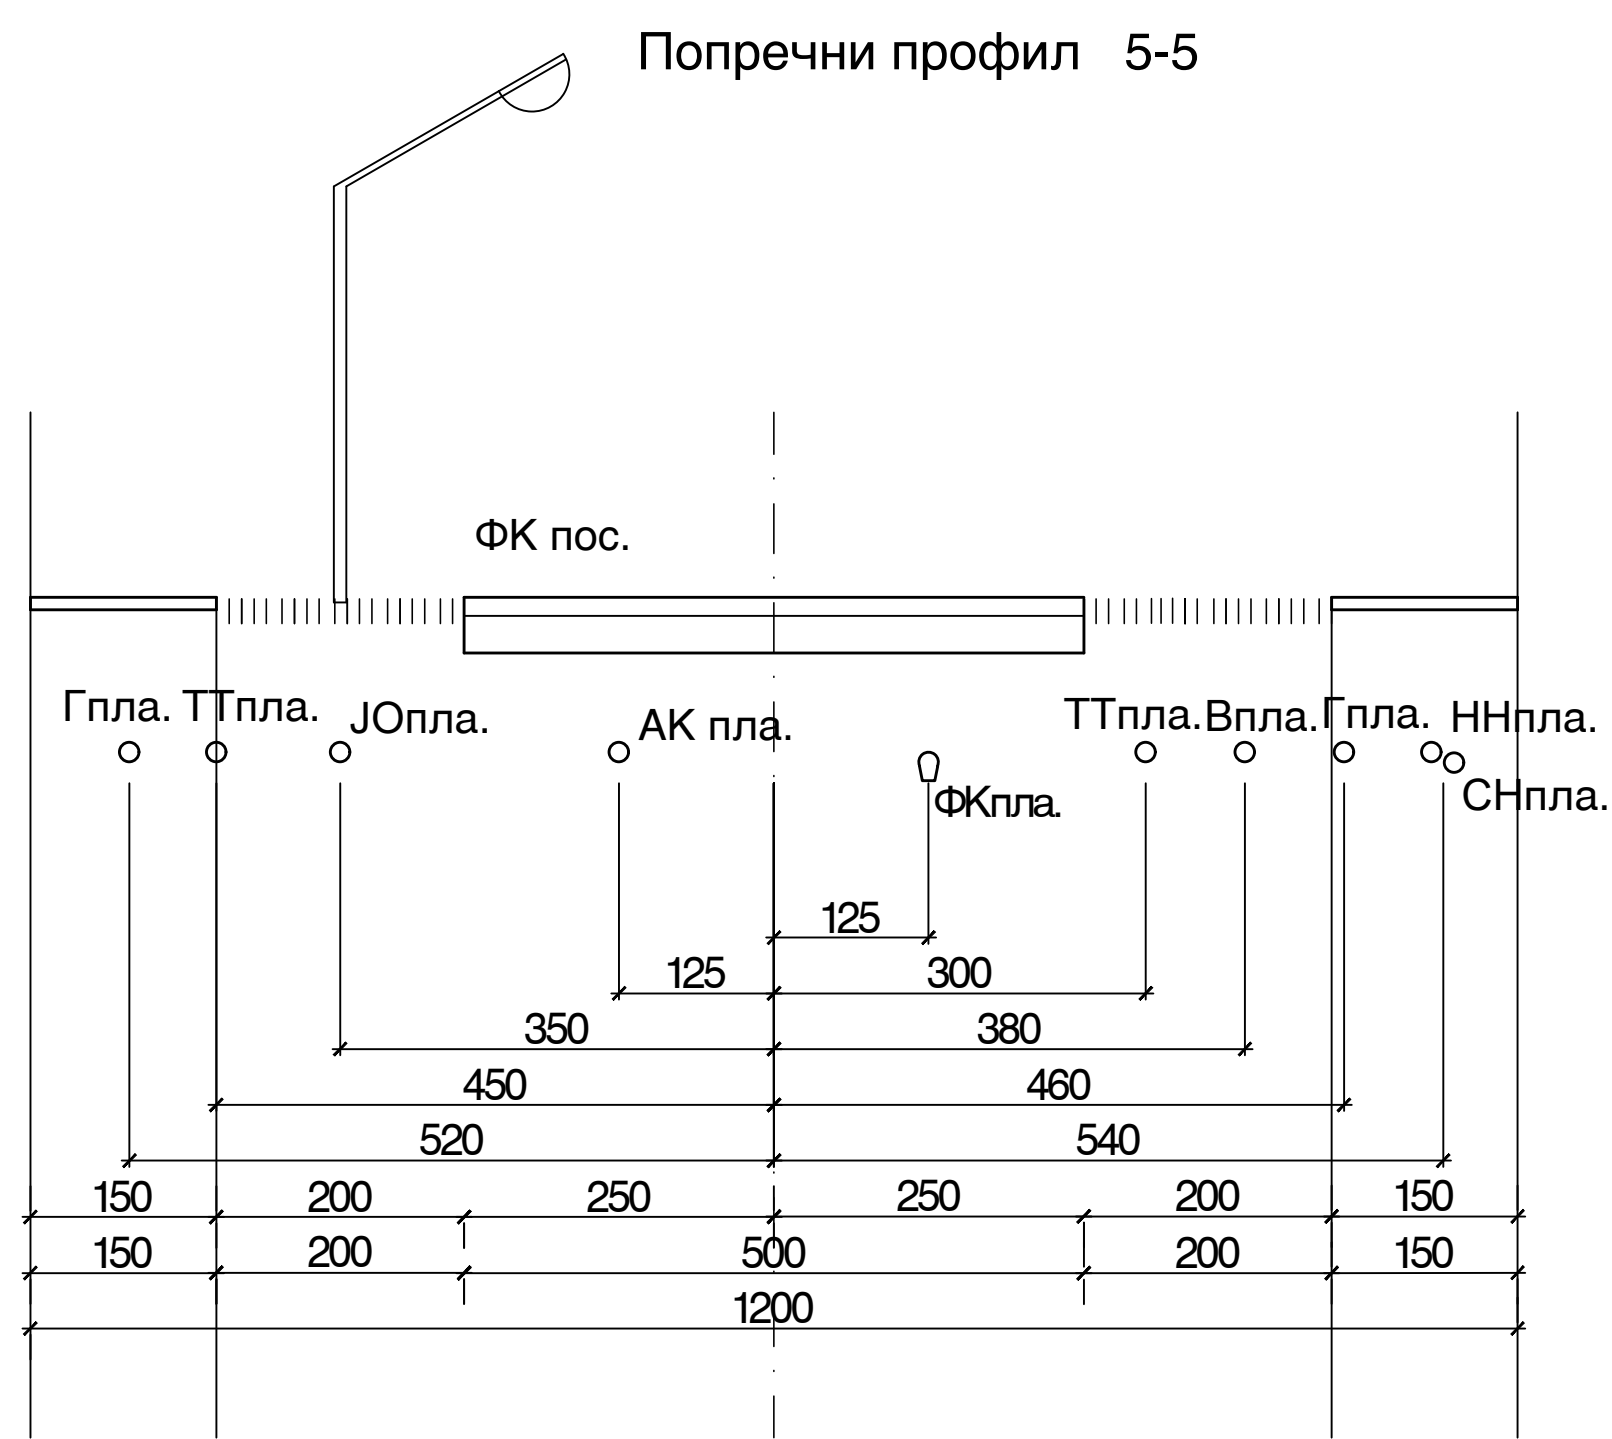 Попречни профил 5-5
ФК пос.
Гпла. ТТпла. ЈОпла. АК пла. ТТпла. Впла. Гпла. ННпла.
ФКпла. СНпла.
125
125 300
350 380
450 460
520 540
150 200 250 250 200 150
150 200 500 200 150
1200